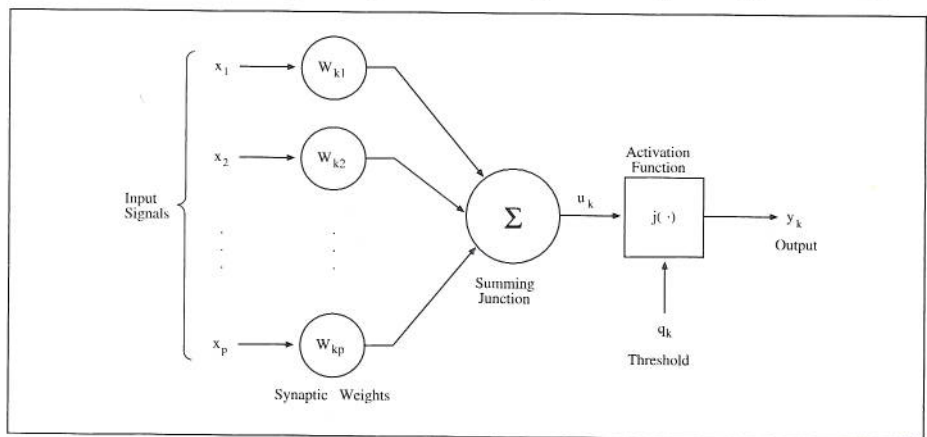 x1
Wk1
x2
Wk2
Input
Signals
xp
Wkp
Synaptic Weights
Σ
Summing
Junction
uk
Activation
Function
j( · )
yk
Output
qk
Threshold